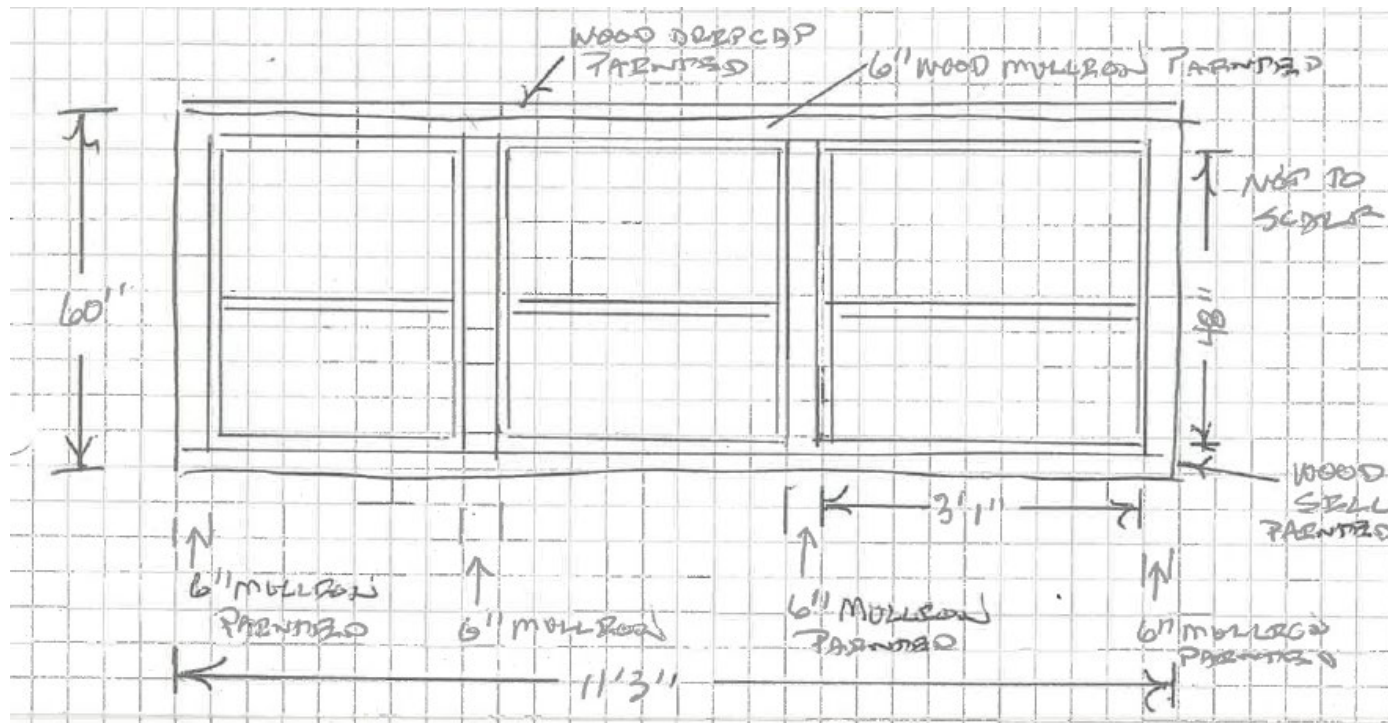 WOOD DRIPCAP
PAINTED
6" WOOD MULLION PAINTED
NOT TO
SCALE
60"
48"
3'1"
WOOD
SILL
PAINTED
6" MULLION
PAINTED
6" MULLION
6" MULLION
PAINTED
6" MULLION
PAINTED
11'3"